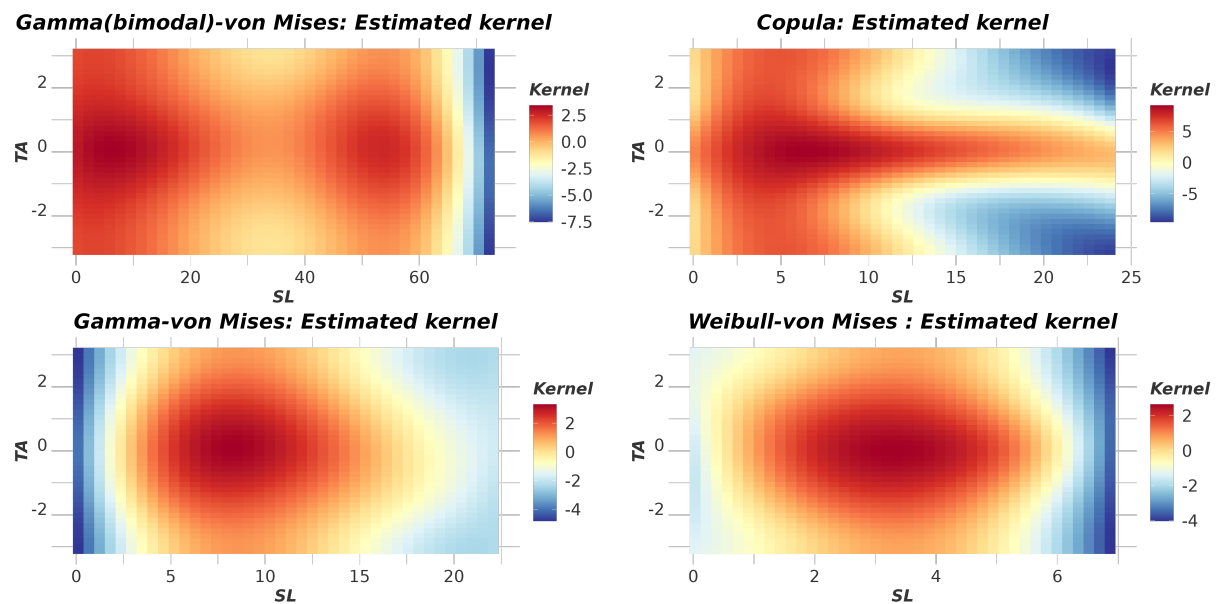 Gamma(bimodal)-von Mises: Estimated kernel
TA
2
0
-2
0
20
40
60
SL
Kernel
2.5
0.0
-2.5
-5.0
-7.5
Copula: Estimated kernel
TA
2
0
-2
0
5
10
15
20
25
SL
Kernel
5
0
-5
Gamma-von Mises: Estimated kernel
TA
2
0
-2
0
5
10
15
20
SL
Kernel
2
0
-2
-4
Weibull-von Mises : Estimated kernel
TA
2
0
-2
0
2
4
6
SL
Kernel
2
0
-2
-4